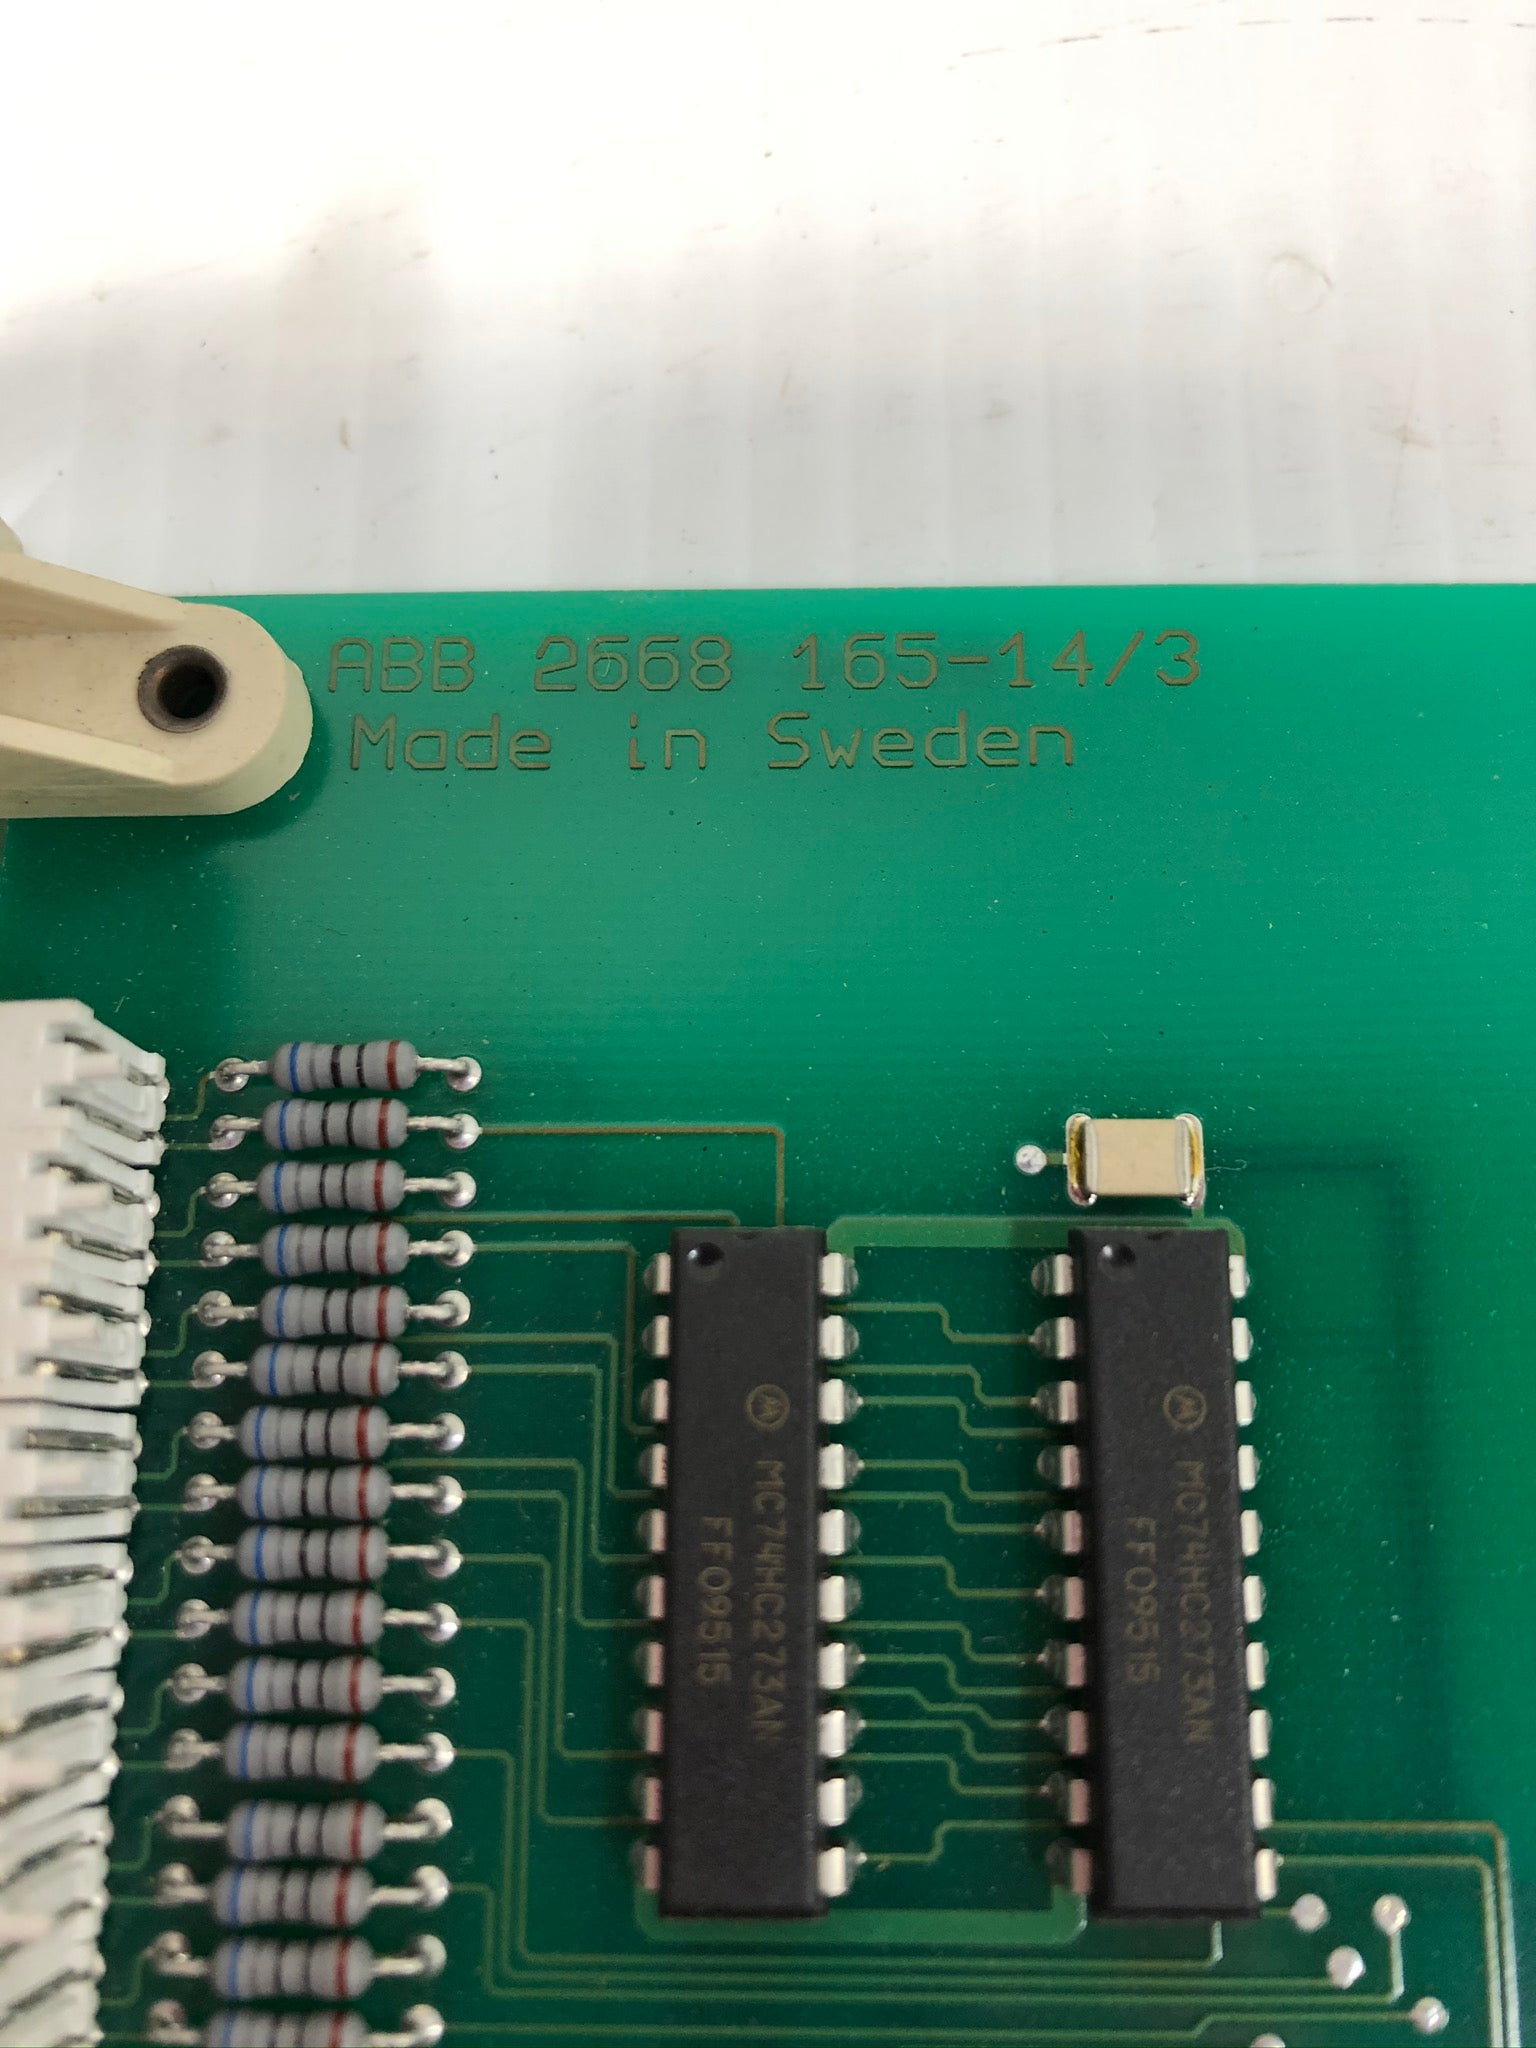 ABB 2668 165-14/3
Made in Sweden
MC74HC273AN
FF09515
MC74HC273AN
FF09515